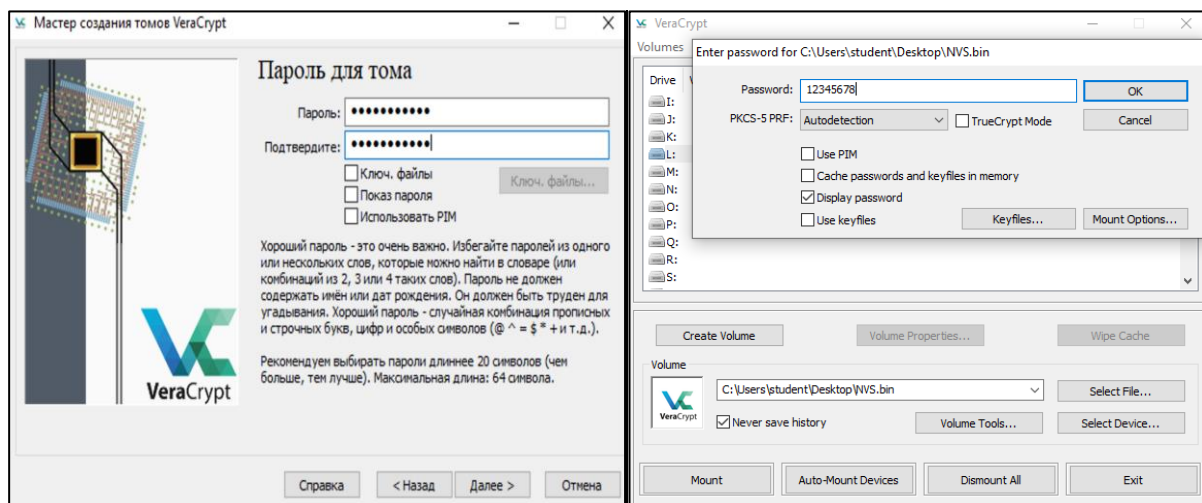 Мастер создания томов VeraCrypt
Пароль для тома
Пароль: •••••••••••
Подтвердите: •••••••••••
Ключ. файлы
Ключ. файлы...
Показ пароля
Использовать PIM
Хороший пароль - это очень важно. Избегайте паролей из одного
или нескольких слов, которые можно найти в словаре (или
комбинаций из 2, 3 или 4 таких слов). Пароль не должен
содержать имён или дат рождения. Он должен быть труден для
угадывания. Хороший пароль - случайная комбинация прописных
и строчных букв, цифр и особых символов (@ ^ = $ * + и т.д.).
Рекомендуем выбирать пароли длиннее 20 символов (чем
больше, тем лучше). Максимальная длина: 64 символа.
VeraCrypt
Справка
< Назад
Далее >
Отмена
VeraCrypt
Volumes
Enter password for C:\Users\student\Desktop\NVS.bin
Password: 12345678
OK
PKCS-5 PRF: Autodetection
TrueCrypt Mode
Cancel
Use PIM
Cache passwords and keyfiles in memory
Display password
Use keyfiles
Keyfiles...
Mount Options...
Drive
I:
J:
K:
L:
M:
N:
O:
P:
Q:
R:
S:
Create Volume
Volume Properties...
Wipe Cache
Volume
VeraCrypt
C:\Users\student\Desktop\NVS.bin
Select File...
Never save history
Volume Tools...
Select Device...
Mount
Auto-Mount Devices
Dismount All
Exit